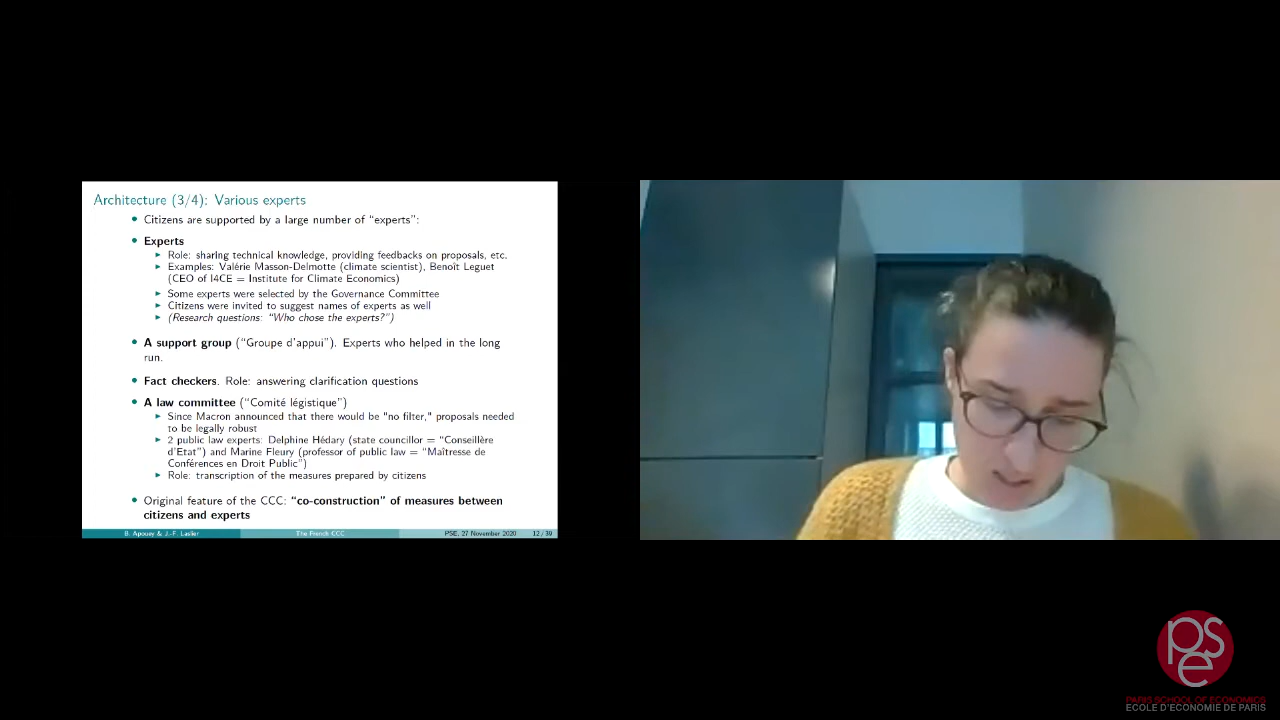 Architecture (3/4): Various experts
Citizens are supported by a large number of “experts”:
Experts
Role: sharing technical knowledge, providing feedbacks on proposals, etc.
Examples: Valérie Masson-Delmotte (climate scientist), Benoît Leguet
(CEO of I4CE = Institute for Climate Economics)
Some experts were selected by the Governance Committee
Citizens were invited to suggest names of experts as well
(Research questions: “Who chose the experts?”)
A support group (“Groupe d’appui”). Experts who helped in the long
run.
Fact checkers. Role: answering clarification questions
A law committee (“Comité légistique”)
Since Macron announced that there would be "no filter," proposals needed
to be legally robust
2 public law experts: Delphine Hédary (state councillor = “Conseillère
d’Etat”) and Marine Fleury (professor of public law = “Maîtresse de
Conférences en Droit Public”)
Role: transcription of the measures prepared by citizens
Original feature of the CCC: “co-construction” of measures between
citizens and experts
B. Apouey & J.-F. Laslier
The French CCC
PSE, 27 November 2020
12 / 39
pse
PARIS SCHOOL OF ECONOMICS
ECOLE D'ECONOMIE DE PARIS